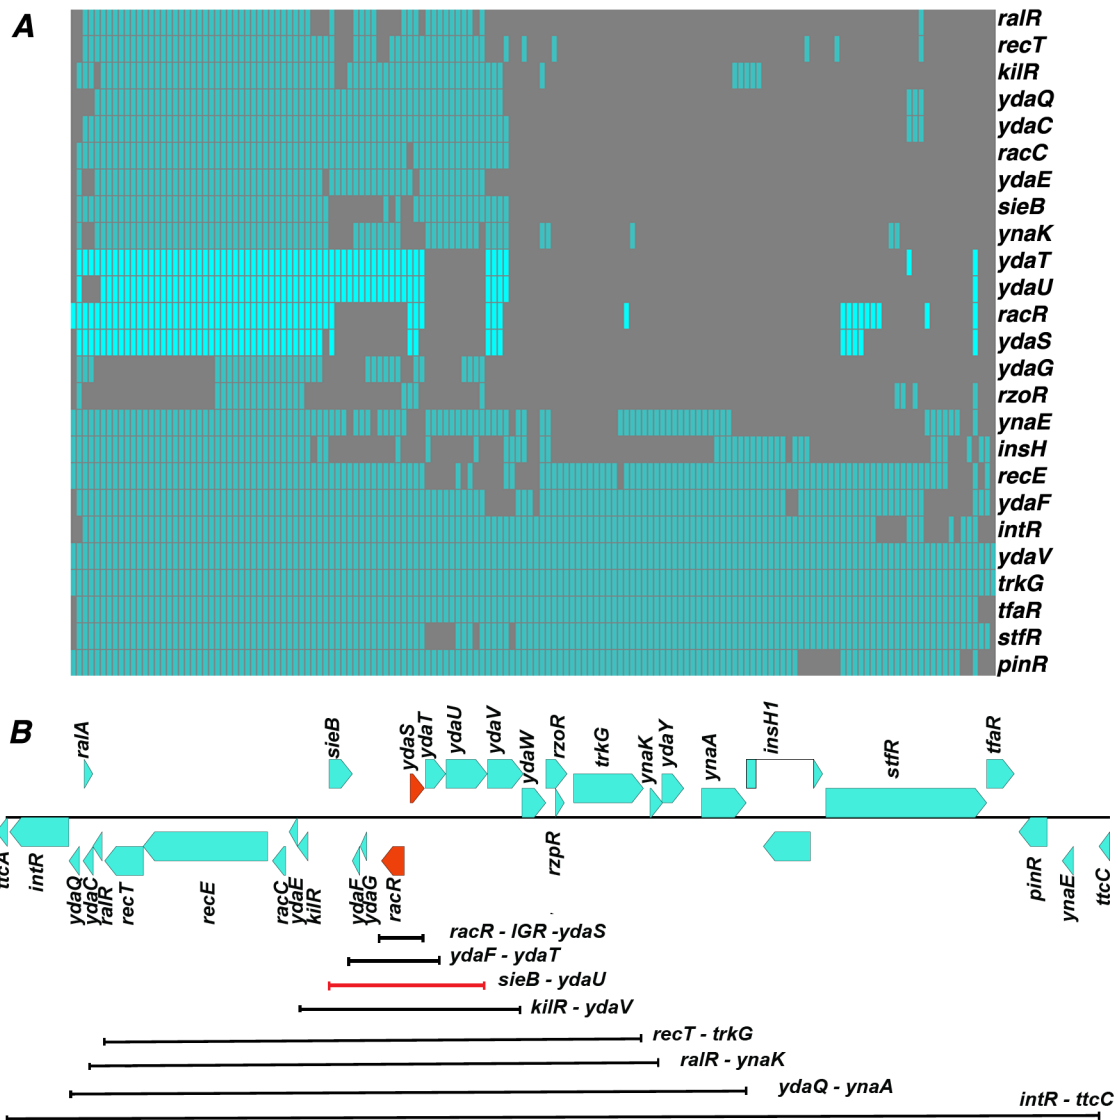 A
ralR
recT
kilR
ydaQ
ydaC
racC
ydaE
sieB
ynaK
ydaT
ydaU
racR
ydaS
ydaG
rzoR
ynaE
insH
recE
ydaF
intR
ydaV
trkG
tfaR
stfR
pinR
B
ralA
sieB
ydaS
ydaT
ydaU
ydaV
ydaW
rzoR
trkG
ynaK
ydaY
ynaA
insH1
stfR
tfaR
ttcA
intR
ydaQ
ydaC
ralR
recT
recE
racC
ydaE
kilR
ydaF
ydaG
racR
rzpR
pinR
ynaE
ttcC
racR - IGR -ydaS
ydaF - ydaT
sieB - ydaU
kilR - ydaV
recT - trkG
ralR - ynaK
ydaQ - ynaA
intR - ttcC